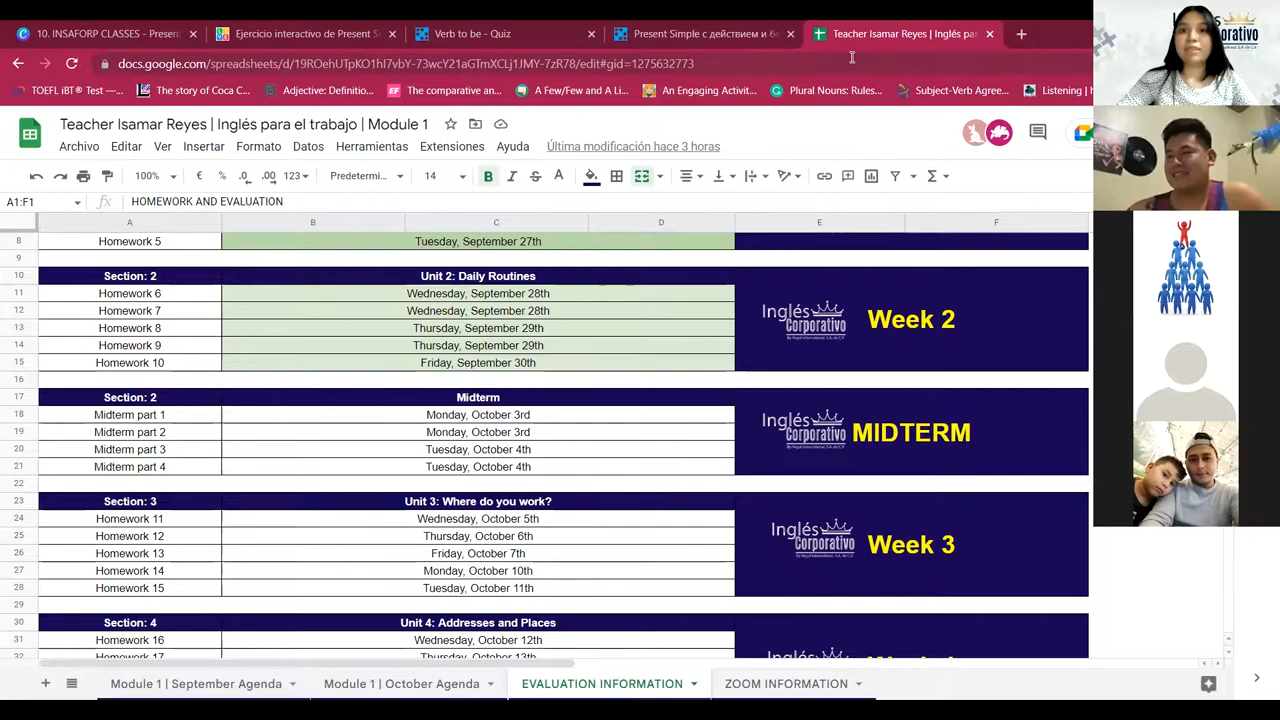 10. INSAFORP CLASSES - Present
Ejercicio interactivo de Present S
Verb to be - Quiz
Present Simple с действием и бе
Teacher Isamar Reyes | Inglés par
docs.google.com/spreadsheets/d/19ROehUTpKO1hI7vbY-73wcY21aGTmXCLj1JMY-7zR78/edit#gid=1275632773
TOEFL iBT ® Test —...
The story of Coca C...
Adjective: Definitio...
The comparative an...
A Few/Few and A Li...
An Engaging Activit...
Plural Nouns: Rules...
Subject-Verb Agree...
Listening | h
Teacher Isamar Reyes | Inglés para el trabajo | Module 1
Archivo Editar Ver Insertar Formato Datos Herramientas Extensiones Ayuda Última modificación hace 3 horas
100% € % .0 .00 123 Predetermi... 14 B I S A
A1:F1 fx HOMEWORK AND EVALUATION
A B C D E F
8 Homework 5 Tuesday, September 27th
9
10 Section: 2 Unit 2: Daily Routines
11 Homework 6 Wednesday, September 28th
12 Homework 7 Wednesday, September 28th
13 Homework 8 Thursday, September 29th
14 Homework 9 Thursday, September 29th
15 Homework 10 Friday, September 30th
Inglés Corporativo Week 2
16
17 Section: 2 Midterm
18 Midterm part 1 Monday, October 3rd
19 Midterm part 2 Monday, October 3rd
20 Midterm part 3 Tuesday, October 4th
21 Midterm part 4 Tuesday, October 4th
Inglés Corporativo MIDTERM
22
23 Section: 3 Unit 3: Where do you work?
24 Homework 11 Wednesday, October 5th
25 Homework 12 Thursday, October 6th
26 Homework 13 Friday, October 7th
27 Homework 14 Monday, October 10th
28 Homework 15 Tuesday, October 11th
Inglés Corporativo Week 3
29
30 Section: 4 Unit 4: Addresses and Places
31 Homework 16 Wednesday, October 12th
32 Homework 17 Thursday, October 13th
Module 1 | September Agenda
Module 1 | October Agenda
EVALUATION INFORMATION
ZOOM INFORMATION